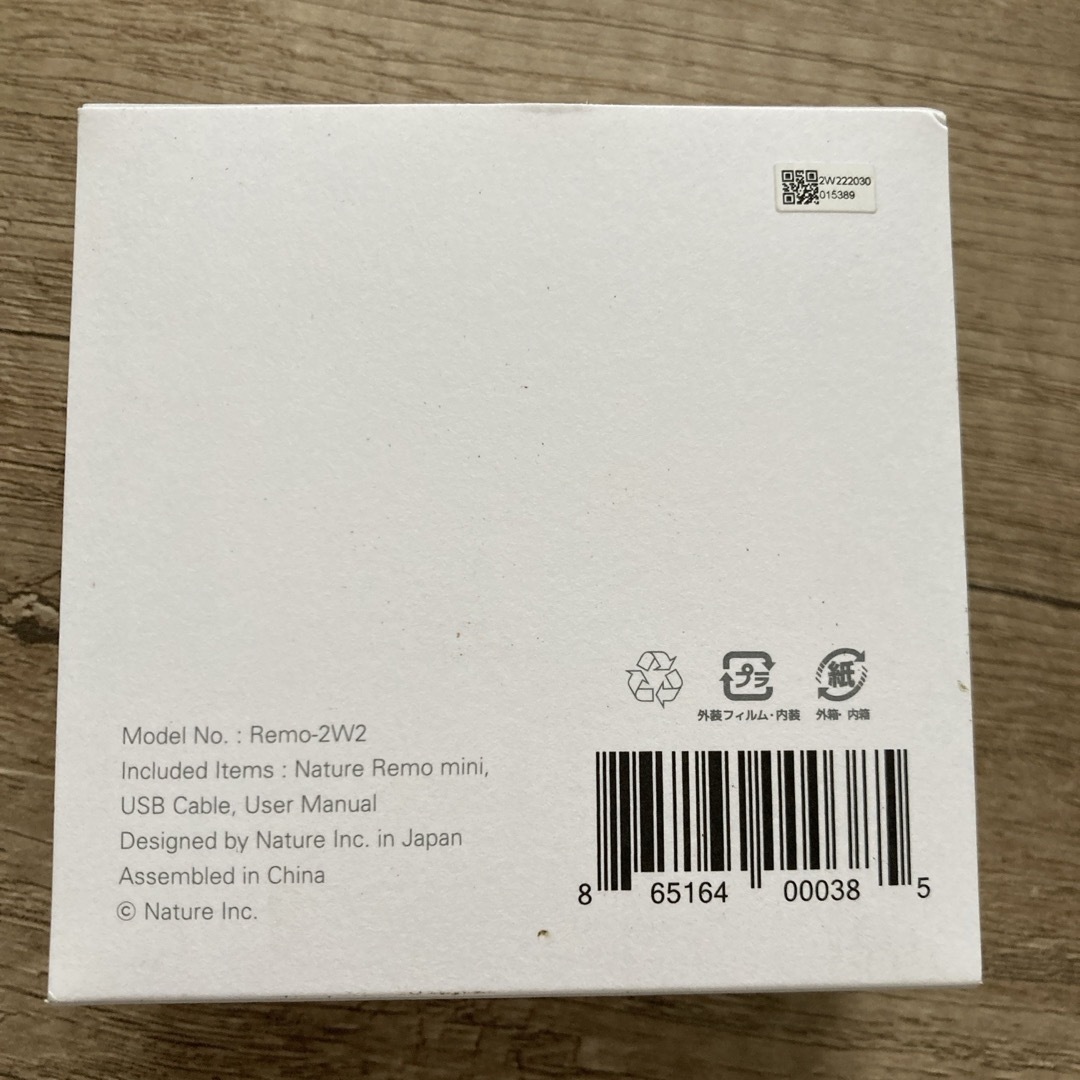 2W222030
015389
プラ
紙
外装フィルム・内装
外箱・内箱
Model No. : Remo-2W2
Included Items : Nature Remo mini,
USB Cable, User Manual
Designed by Nature Inc. in Japan
Assembled in China
© Nature Inc.
8 65164 00038 5